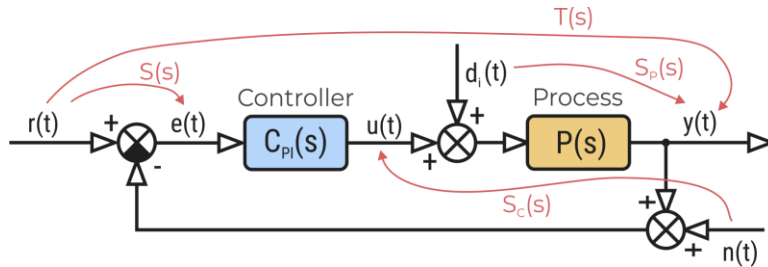 T(s)
S(s)
d_i(t)
S_P(s)
r(t)
+
e(t)
Controller
C_PI(s)
u(t)
+
+
Process
P(s)
y(t)
-
S_C(s)
+
+
n(t)